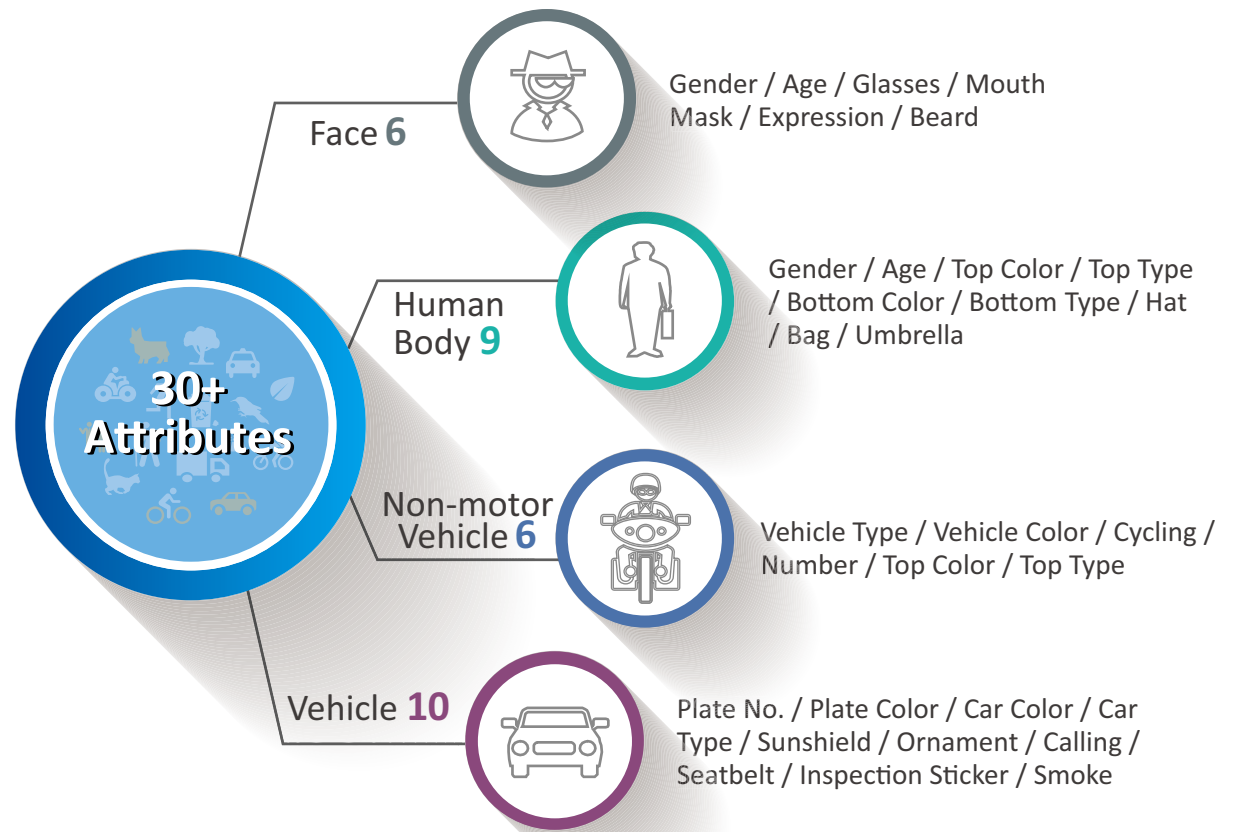 Face 6
Gender / Age / Glasses / Mouth
Mask / Expression / Beard
Human
Body 9
Gender / Age / Top Color / Top Type
/ Bottom Color / Bottom Type / Hat
/ Bag / Umbrella
30+
Attributes
Non-motor
Vehicle 6
Vehicle Type / Vehicle Color / Cycling /
Number / Top Color / Top Type
Vehicle 10
Plate No. / Plate Color / Car Color / Car
Type / Sunshield / Ornament / Calling /
Seatbelt / Inspection Sticker / Smoke